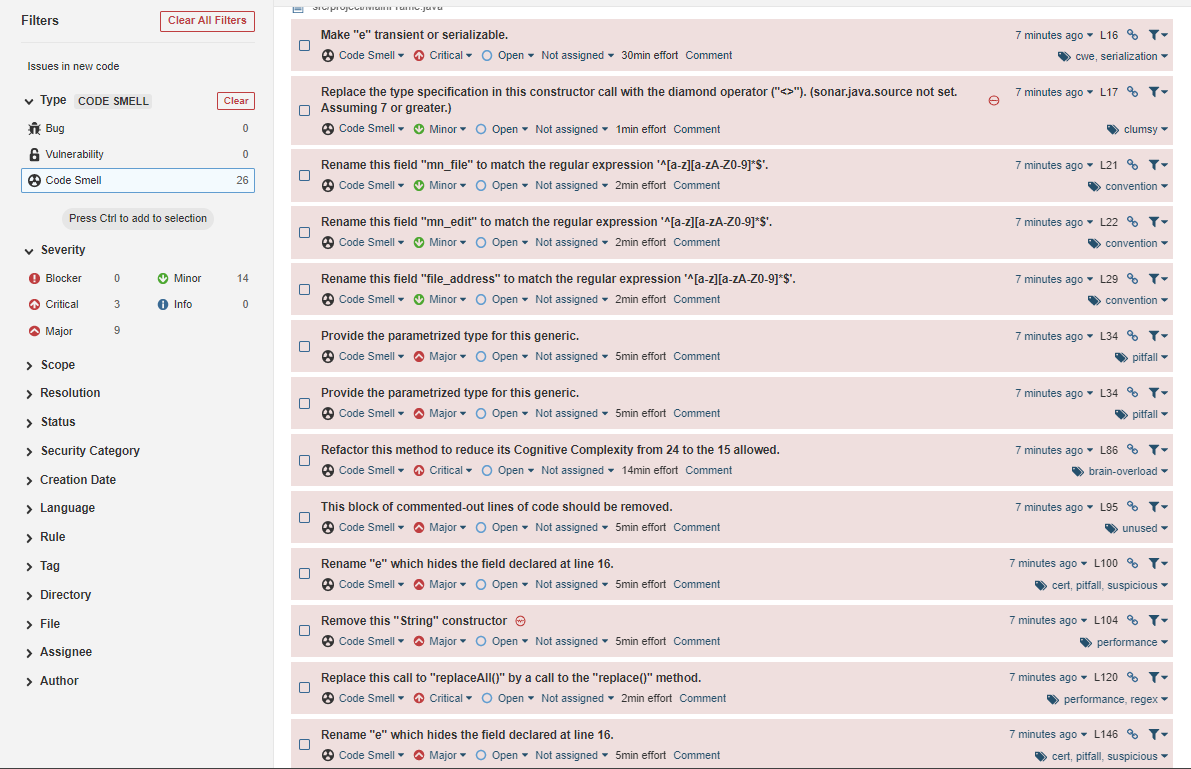 Filters
Clear All Filters
Issues in new code
Type CODE SMELL Clear
Bug 0
Vulnerability 0
Code Smell 26
Press Ctrl to add to selection
Severity
Blocker 0 Minor 14
Critical 3 Info 0
Major 9
Scope
Resolution
Status
Security Category
Creation Date
Language
Rule
Tag
Directory
File
Assignee
Author
src/project/MainFrame.java
Make "e" transient or serializable. 7 minutes ago L16
Code Smell Critical Open Not assigned 30min effort Comment cwe, serialization
Replace the type specification in this constructor call with the diamond operator ("<>"). (sonar.java.source not set. 7 minutes ago L17
Assuming 7 or greater.)
Code Smell Minor Open Not assigned 1min effort Comment clumsy
Rename this field "mn_file" to match the regular expression '^[a-z][a-zA-Z0-9]*$'. 7 minutes ago L21
Code Smell Minor Open Not assigned 2min effort Comment convention
Rename this field "mn_edit" to match the regular expression '^[a-z][a-zA-Z0-9]*$'. 7 minutes ago L22
Code Smell Minor Open Not assigned 2min effort Comment convention
Rename this field "file_address" to match the regular expression '^[a-z][a-zA-Z0-9]*$'. 7 minutes ago L29
Code Smell Minor Open Not assigned 2min effort Comment convention
Provide the parametrized type for this generic. 7 minutes ago L34
Code Smell Major Open Not assigned 5min effort Comment pitfall
Provide the parametrized type for this generic. 7 minutes ago L34
Code Smell Major Open Not assigned 5min effort Comment pitfall
Refactor this method to reduce its Cognitive Complexity from 24 to the 15 allowed. 7 minutes ago L86
Code Smell Critical Open Not assigned 14min effort Comment brain-overload
This block of commented-out lines of code should be removed. 7 minutes ago L95
Code Smell Major Open Not assigned 5min effort Comment unused
Rename "e" which hides the field declared at line 16. 7 minutes ago L100
Code Smell Major Open Not assigned 5min effort Comment cert, pitfall, suspicious
Remove this "String" constructor 7 minutes ago L104
Code Smell Major Open Not assigned 5min effort Comment performance
Replace this call to "replaceAll()" by a call to the "replace()" method. 7 minutes ago L120
Code Smell Critical Open Not assigned 2min effort Comment performance, regex
Rename "e" which hides the field declared at line 16. 7 minutes ago L146
Code Smell Major Open Not assigned 5min effort Comment cert, pitfall, suspicious